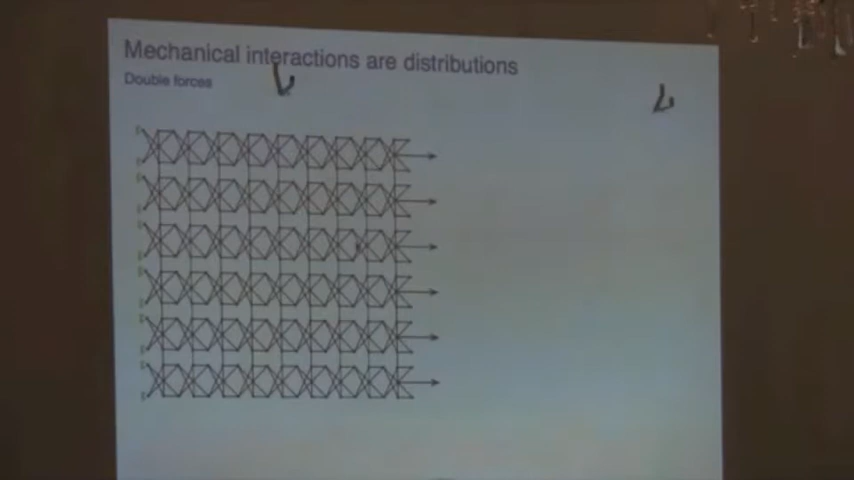 Mechanical interactions are distributions
Double forces